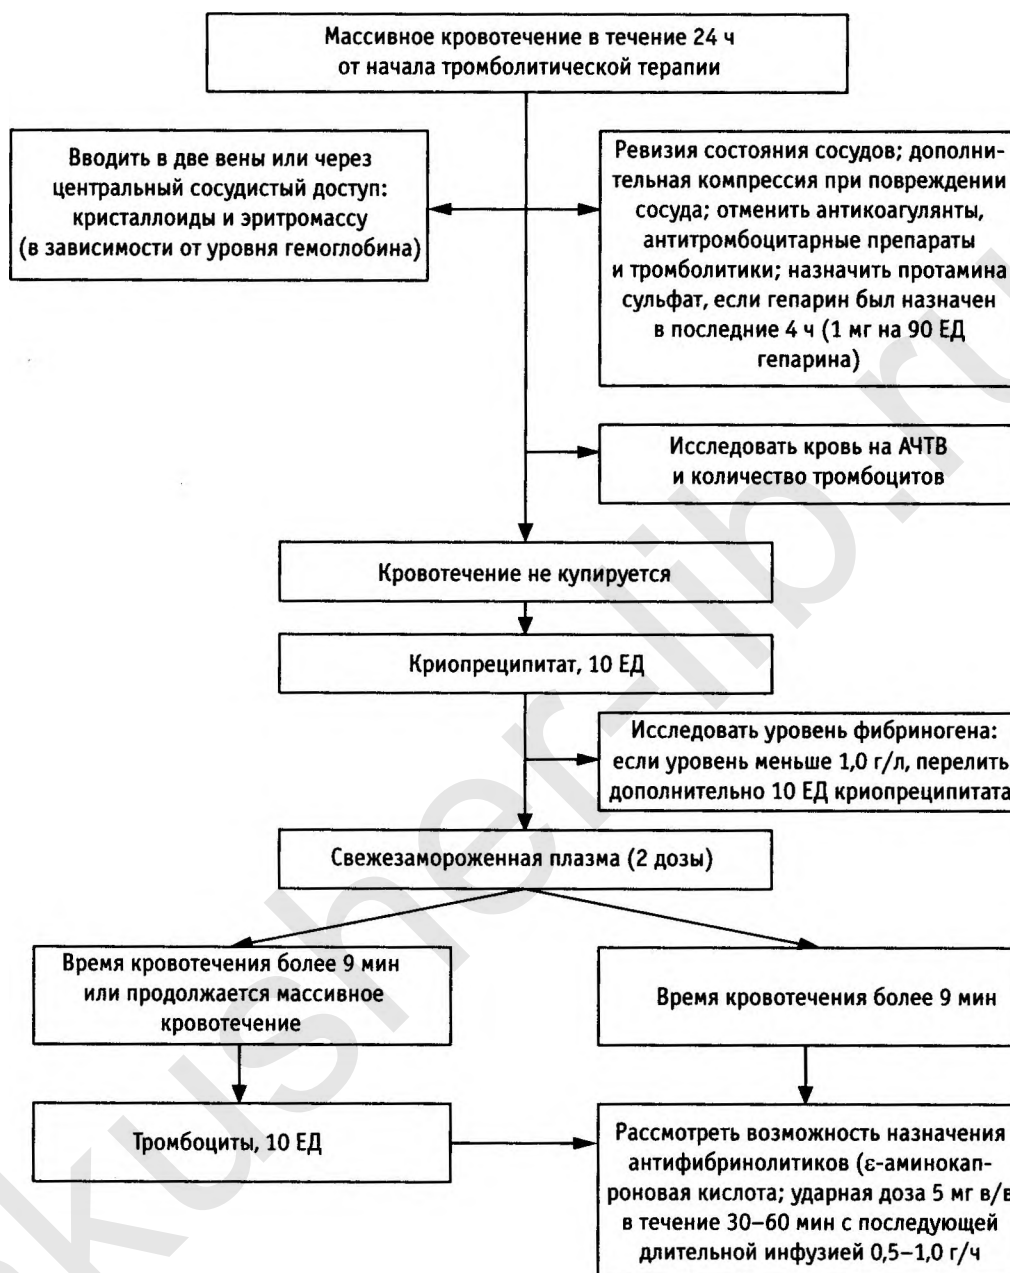 Массивное кровотечение в течение 24 ч
от начала тромболитической терапии
Вводить в две вены или через
центральный сосудистый доступ:
кристаллоиды и эритромассу
(в зависимости от уровня гемоглобина)
Ревизия состояния сосудов; дополни-
тельная компрессия при повреждении
сосуда; отменить антикоагулянты,
антитромбоцитарные препараты
и тромболитики; назначить протамина
сульфат, если гепарин был назначен
в последние 4 ч (1 мг на 90 ЕД
гепарина)
Исследовать кровь на АЧТВ
и количество тромбоцитов
Кровотечение не купируется
Криопреципитат, 10 ЕД
Исследовать уровень фибриногена:
если уровень меньше 1,0 г/л, перелить
дополнительно 10 ЕД криопреципитата
Свежезамороженная плазма (2 дозы)
Время кровотечения более 9 мин
или продолжается массивное
кровотечение
Время кровотечения более 9 мин
Тромбоциты, 10 ЕД
Рассмотреть возможность назначения
антифибринолитиков (ε-аминокап-
роновая кислота; ударная доза 5 мг в/в
в течение 30–60 мин с последующей
длительной инфузией 0,5–1,0 г/ч
akusher-lib.ru